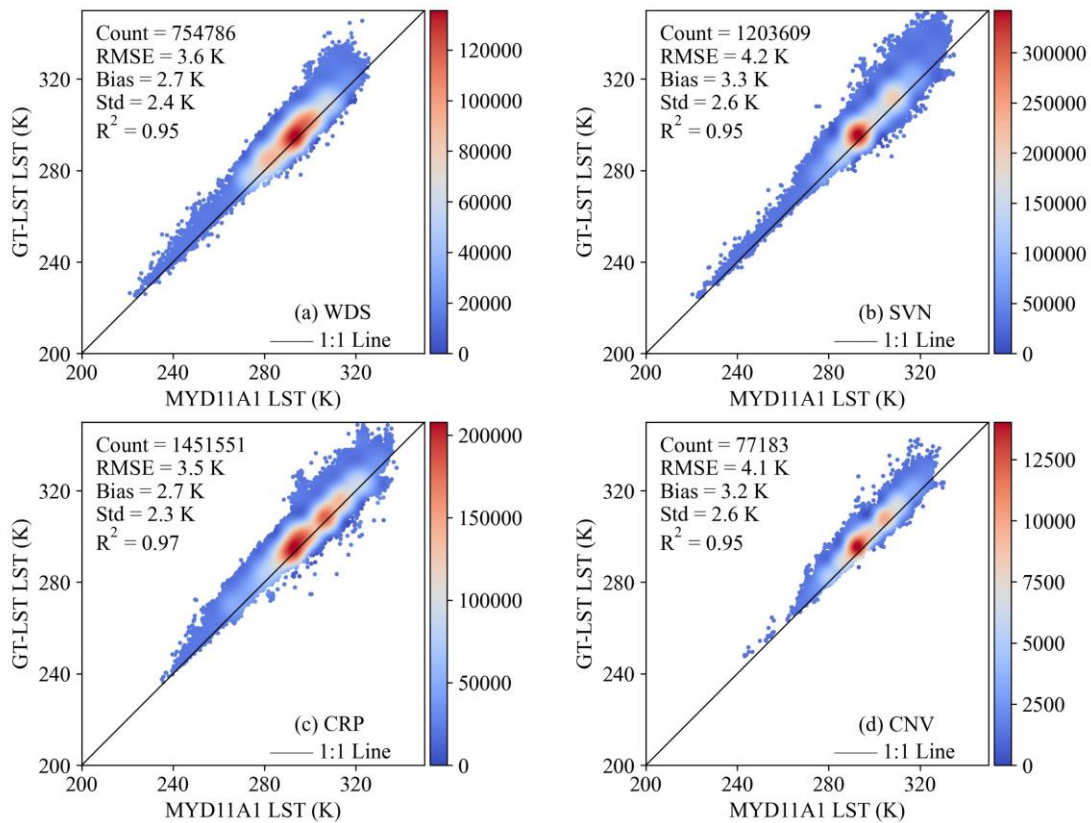 Count = 754786
RMSE = 3.6 K
Bias = 2.7 K
Std = 2.4 K
R² = 0.95
320
280
240
200
GT-LST LST (K)
(a) WDS
1:1 Line
200 240 280 320
MYD11A1 LST (K)
120000
100000
80000
60000
40000
20000
0
Count = 1203609
RMSE = 4.2 K
Bias = 3.3 K
Std = 2.6 K
R² = 0.95
320
280
240
200
GT-LST LST (K)
(b) SVN
1:1 Line
200 240 280 320
MYD11A1 LST (K)
300000
250000
200000
150000
100000
50000
0
Count = 1451551
RMSE = 3.5 K
Bias = 2.7 K
Std = 2.3 K
R² = 0.97
320
280
240
200
GT-LST LST (K)
(c) CRP
1:1 Line
200 240 280 320
MYD11A1 LST (K)
200000
150000
100000
50000
0
Count = 77183
RMSE = 4.1 K
Bias = 3.2 K
Std = 2.6 K
R² = 0.95
320
280
240
200
GT-LST LST (K)
(d) CNV
1:1 Line
200 240 280 320
MYD11A1 LST (K)
12500
10000
7500
5000
2500
0